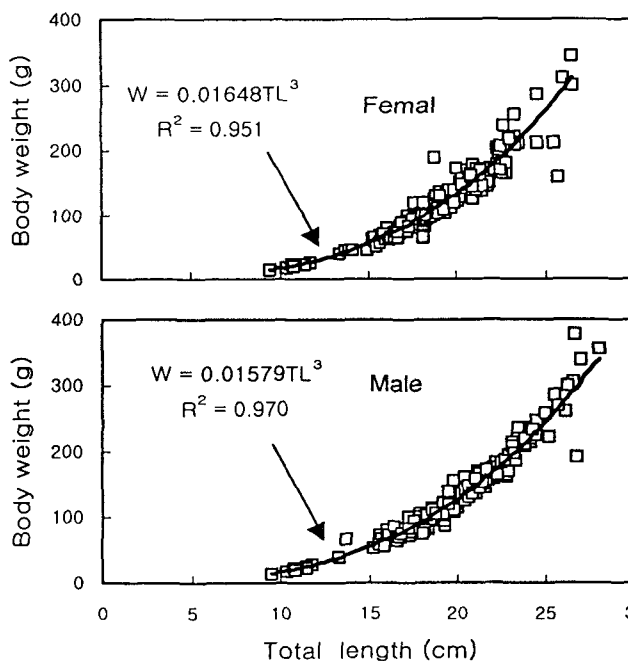 400
300
200
100
0
Body weight (g)
W = 0.01648TL³
R² = 0.951
Femal
400
300
200
100
0
Body weight (g)
W = 0.01579TL³
R² = 0.970
Male
0 5 10 15 20 25 3
Total length (cm)